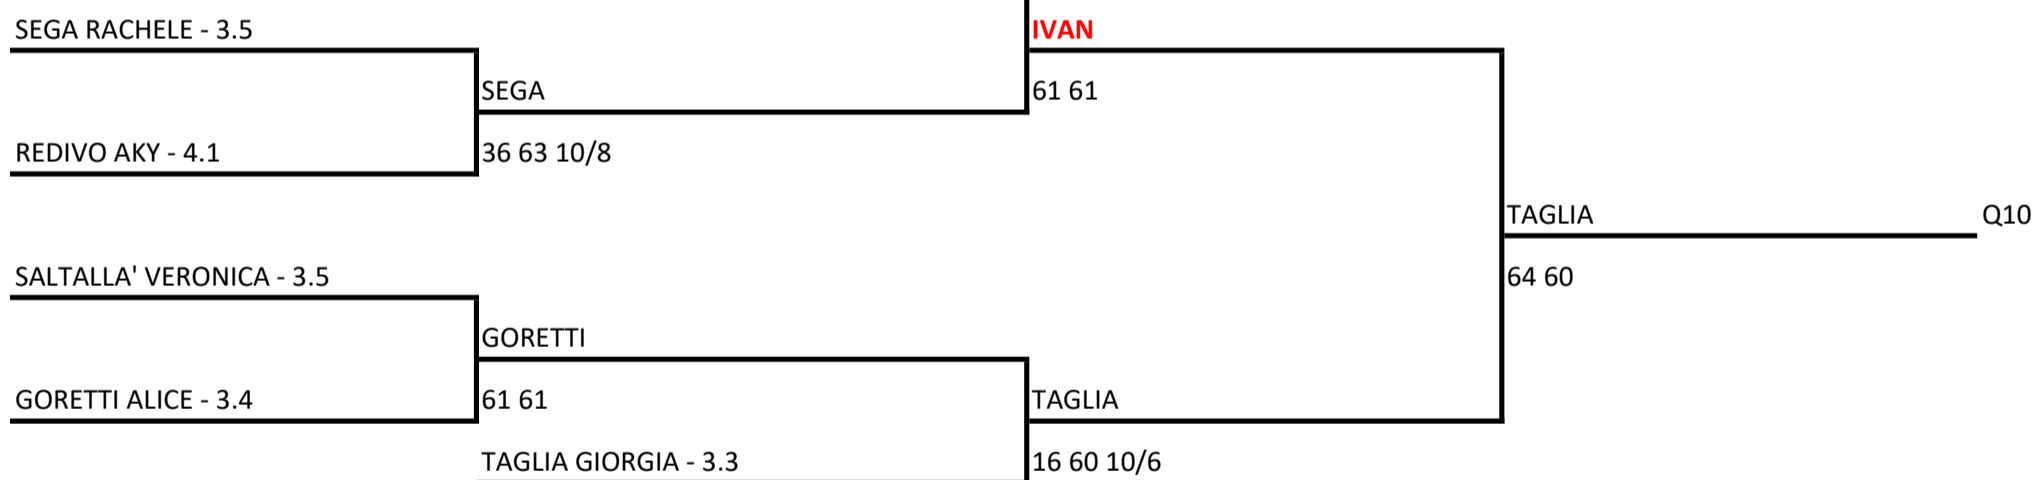 SEGA RACHELE - 3.5
IVAN
SEGA
61 61
REDIVO AKY - 4.1
36 63 10/8
TAGLIA
Q10
SALTALLA' VERONICA - 3.5
64 60
GORETTI
GORETTI ALICE - 3.4
61 61
TAGLIA
TAGLIA GIORGIA - 3.3
16 60 10/6